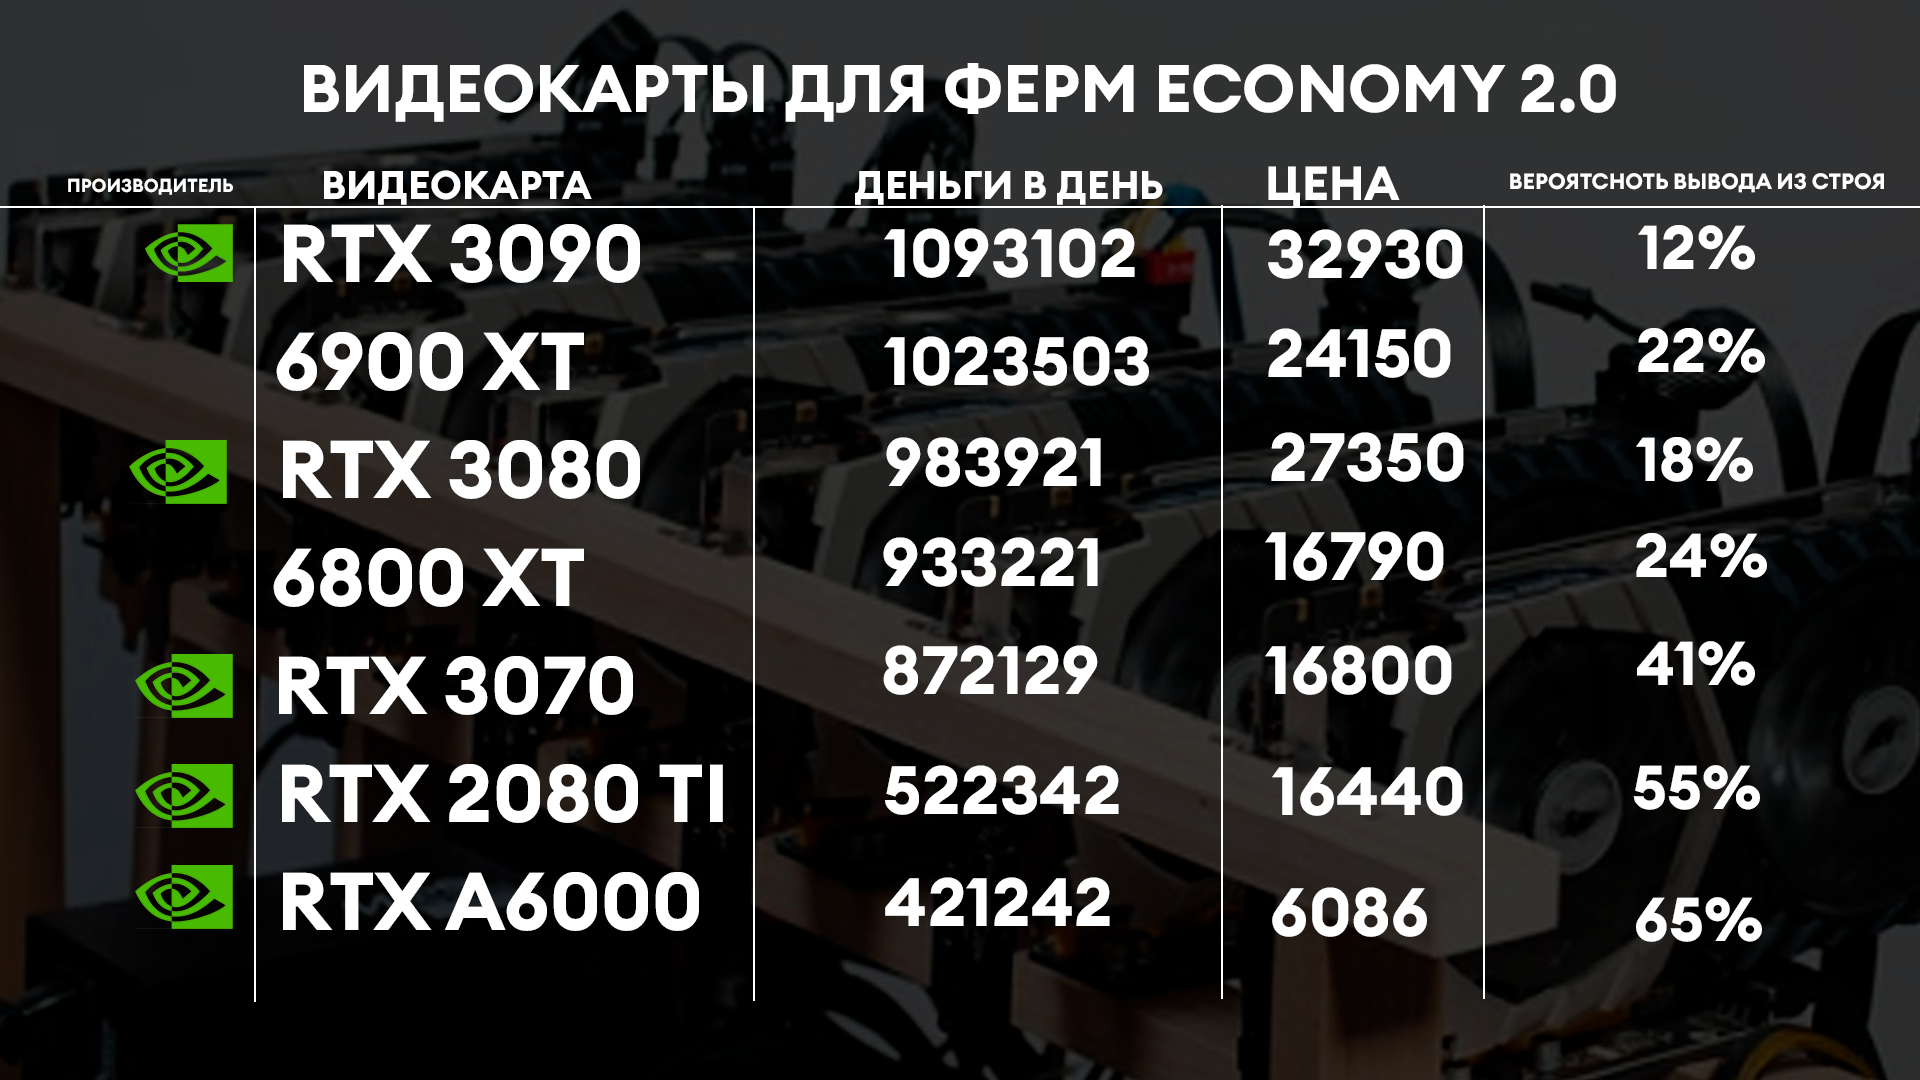 ВИДЕОКАРТЫ ДЛЯ ФЕРМ ECONOMY 2.0
ПРОИЗВОДИТЕЛЬ ВИДЕОКАРТА ДЕНЬГИ В ДЕНЬ ЦЕНА ВЕРОЯТСНОТЬ ВЫВОДА ИЗ СТРОЯ
RTX 3090 1093102 32930 12%
6900 XT 1023503 24150 22%
RTX 3080 983921 27350 18%
6800 XT 933221 16790 24%
RTX 3070 872129 16800 41%
RTX 2080 TI 522342 16440 55%
RTX A6000 421242 6086 65%